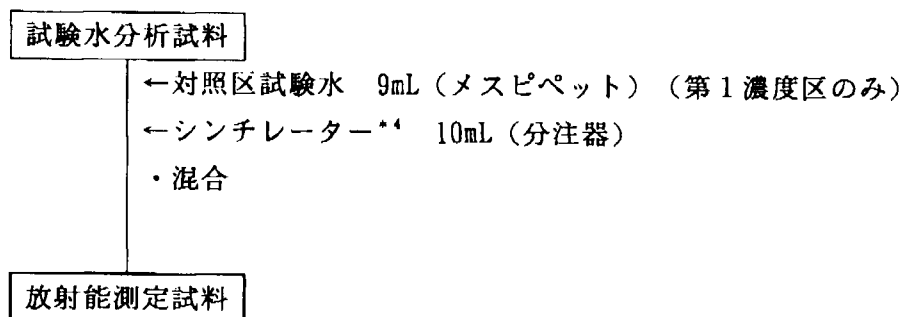 試験水分析試料
←対照区試験水　9mL（メスピペット）（第1濃度区のみ）
←シンチレーター*4　10mL（分注器）
・混合
放射能測定試料